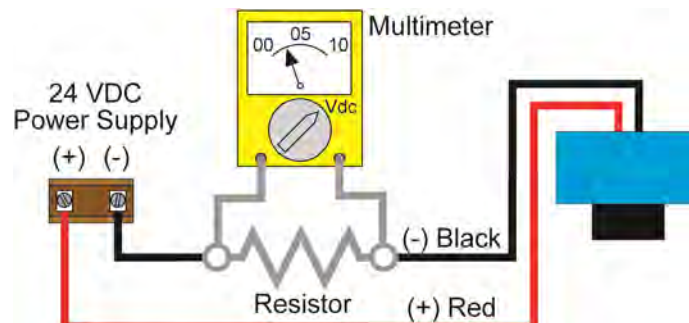 Multimeter
00 05 10
Vdc
24 VDC
Power Supply
(+) (-)
(-) Black
Resistor
(+) Red